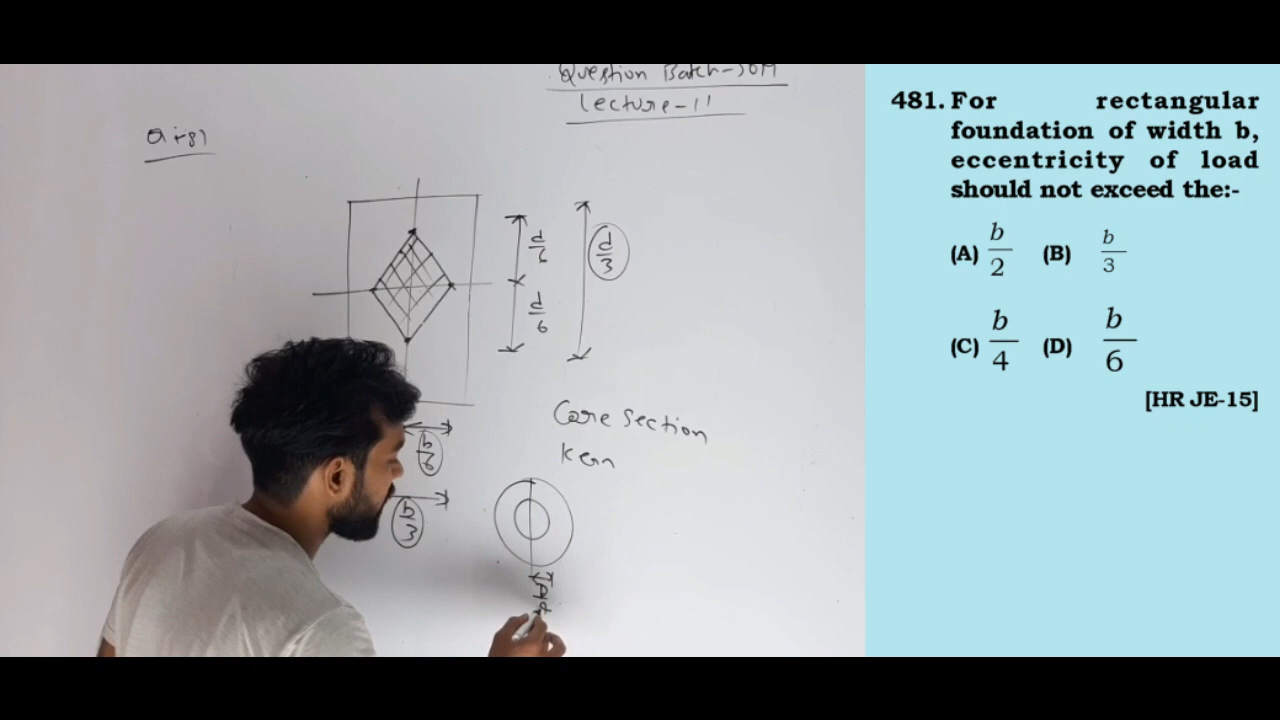 Question Batch-SOM
Lecture-11
d/6
d/6
d/3
b/6
b/3
Core Section
Kern
481. For rectangular
foundation of width b,
eccentricity of load
should not exceed the:-
(A) b/2 (B) b/3
(C) b/4 (D) b/6
[HR JE-15]